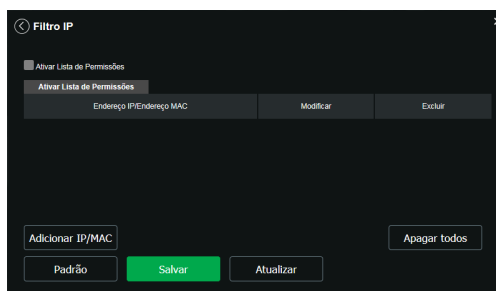 Filtro IP
Ativar Lista de Permissões
Ativar Lista de Permissões
Endereço IP/Endereço MAC Modificar Excluir
Adicionar IP/MAC Apagar todos
Padrão Salvar Atualizar